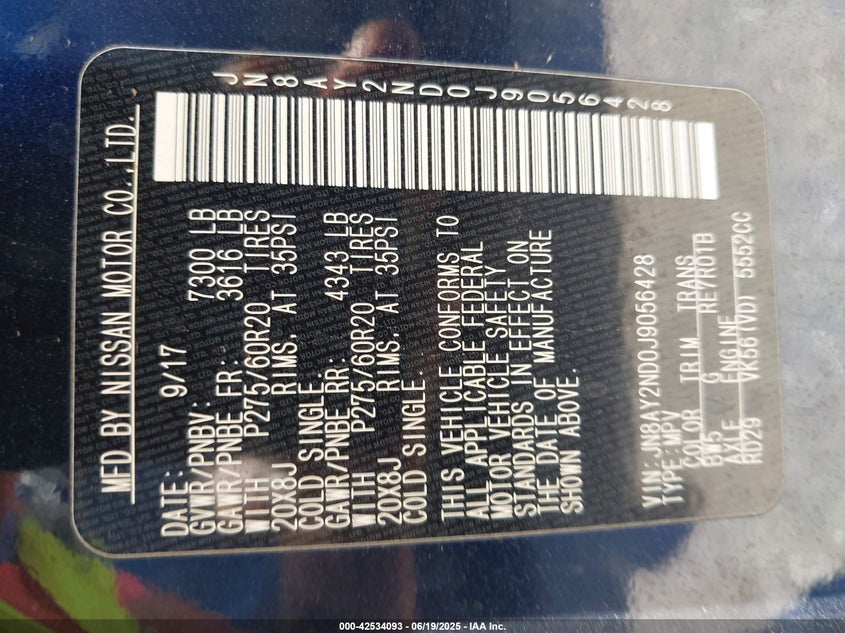 MFD BY NISSAN MOTOR CO.,LTD.
JN8AY2ND0J9056428
DATE: 9/17
GVWR/PNBV: 7300 LB
GAWR/PNBE FR: 3616 LB
WITH P275/60R20 TIRES
20X8J RIMS, AT 35PSI
COLD SINGLE
GAWR/PNBE RR: 4343 LB
WITH P275/60R20 TIRES
20X8J RIMS, AT 35PSI
COLD SINGLE
THIS VEHICLE CONFORMS TO
ALL APPLICABLE FEDERAL
MOTOR VEHICLE SAFETY
STANDARDS IN EFFECT ON
THE DATE OF MANUFACTURE
SHOWN ABOVE.
VIN:JN8AY2ND0J9056428
TYPE:MPV
COLOR TRIM TRANS
BW5 G RE7R01B
AXLE ENGINE
RD29 VK56(VD) 5552CC
000-42534093 - 06/19/2025 - IAA Inc.